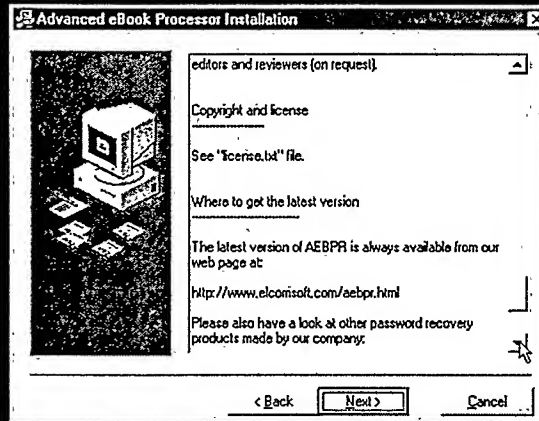 Advanced eBook Processor Installation
editors and reviewers (on request).
Copyright and license
See "license.txt" file.
Where to get the latest version
The latest version of AEBPR is always available from our
web page at:
http://www.elcomsoft.com/aebpr.html
Please also have a look at other password recovery
products made by our company:
< Back
Next >
Cancel